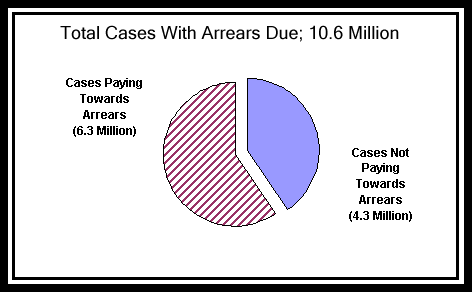 Total Cases With Arrears Due; 10.6 Million
Cases Paying
Towards
Arrears
(6.3 Million)
Cases Not
Paying
Towards
Arrears
(4.3 Million)